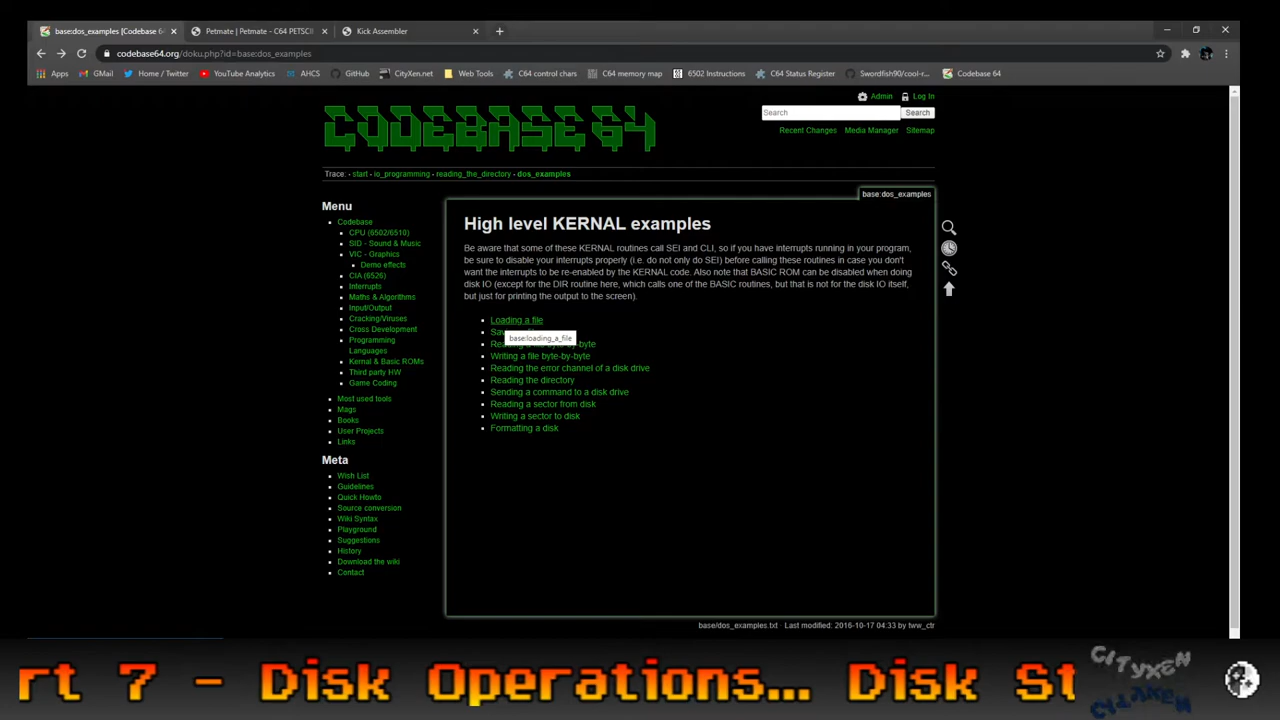 base:dos_examples [Codebase 6
Petmate | Petmate - C64 PETSCII
Kick Assembler
codebase64.org/doku.php?id=base:dos_examples
Apps
GMail
Home / Twitter
YouTube Analytics
AHCS
GitHub
CityXen.net
Web Tools
C64 control chars
C64 memory map
6502 Instructions
C64 Status Register
Swordfish90/cool-r...
Codebase 64
Admin
Log In
CODEBASE 64
Search
Search
Recent Changes
Media Manager
Sitemap
Trace: • start • io_programming • reading_the_directory • dos_examples
base:dos_examples
Menu
Codebase
CPU (6502/6510)
SID - Sound & Music
VIC - Graphics
Demo effects
CIA (6526)
Interrupts
Maths & Algorithms
Input/Output
Cracking/Viruses
Cross Development
Programming
Languages
Kernal & Basic ROMs
Third party HW
Game Coding
Most used tools
Mags
Books
User Projects
Links
Meta
Wish List
Guidelines
Quick Howto
Source conversion
Wiki Syntax
Playground
Suggestions
History
Download the wiki
Contact
High level KERNAL examples
Be aware that some of these KERNAL routines call SEI and CLI, so if you have interrupts running in your program,
be sure to disable your interrupts properly (i.e. do not only do SEI) before calling these routines in case you don't
want the interrupts to be re-enabled by the KERNAL code. Also note that BASIC ROM can be disabled when doing
disk IO (except for the DIR routine here, which calls one of the BASIC routines, but that is not for the disk IO itself,
but just for printing the output to the screen).
Loading a file
base:loading_a_file
byte-by-byte
Writing a file byte-by-byte
Reading the error channel of a disk drive
Reading the directory
Sending a command to a disk drive
Reading a sector from disk
Writing a sector to disk
Formatting a disk
base/dos_examples.txt · Last modified: 2016-10-17 04:33 by tww_ctr
rt 7 - Disk Operations... Disk St
CITYXEN